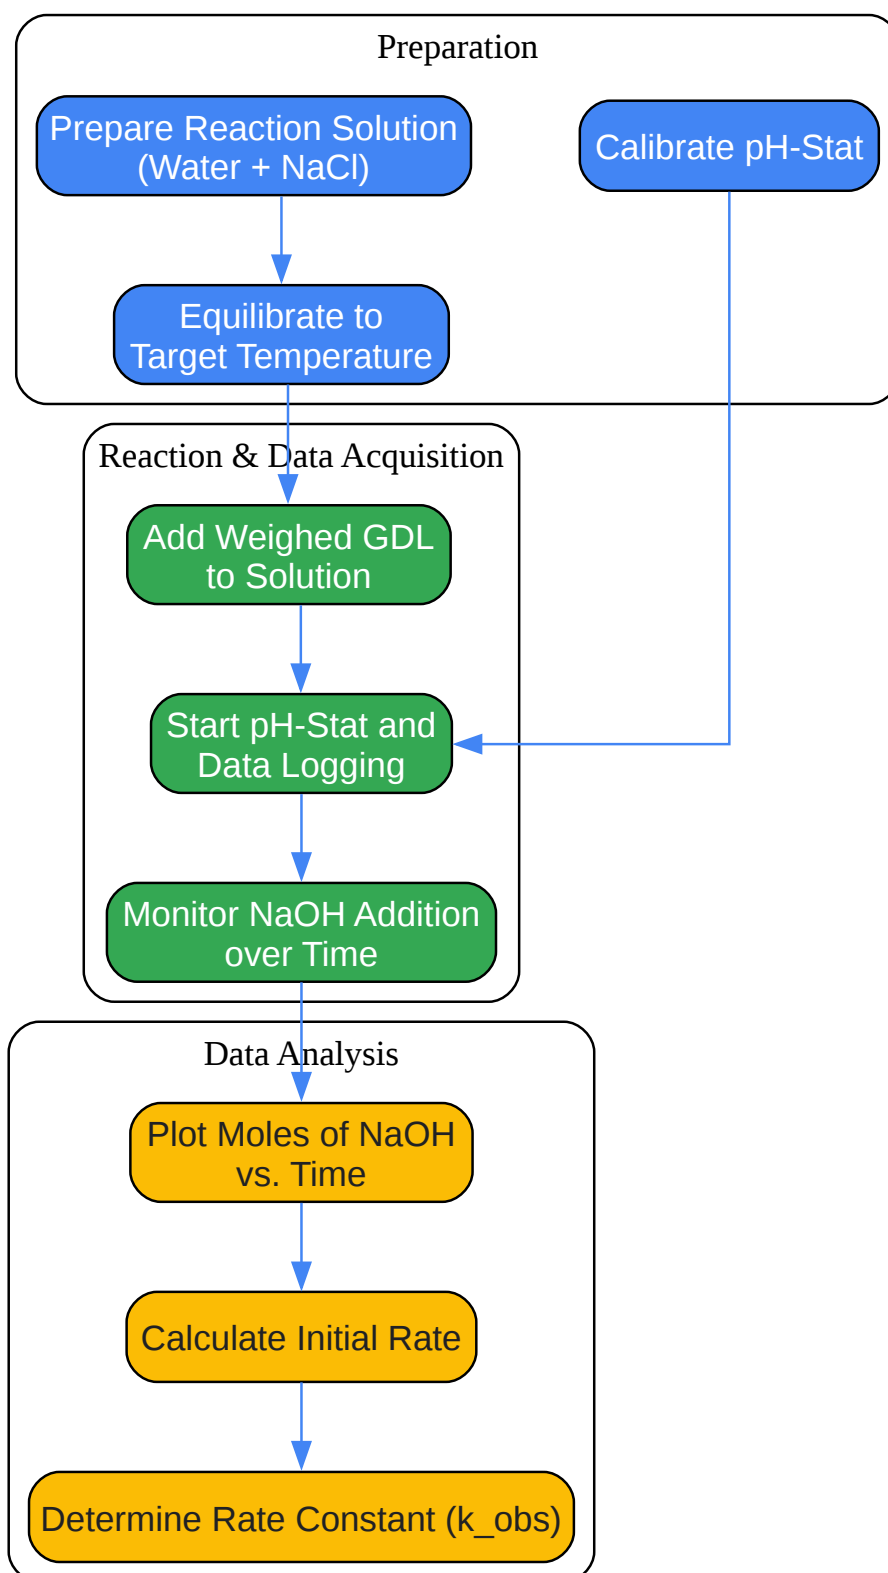 Preparation
Prepare Reaction Solution
(Water + NaCl)
Calibrate pH-Stat
Equilibrate to
Target Temperature
Reaction & Data Acquisition
Add Weighed GDL
to Solution
Start pH-Stat and
Data Logging
Monitor NaOH Addition
over Time
Data Analysis
Plot Moles of NaOH
vs. Time
Calculate Initial Rate
Determine Rate Constant (k_obs)